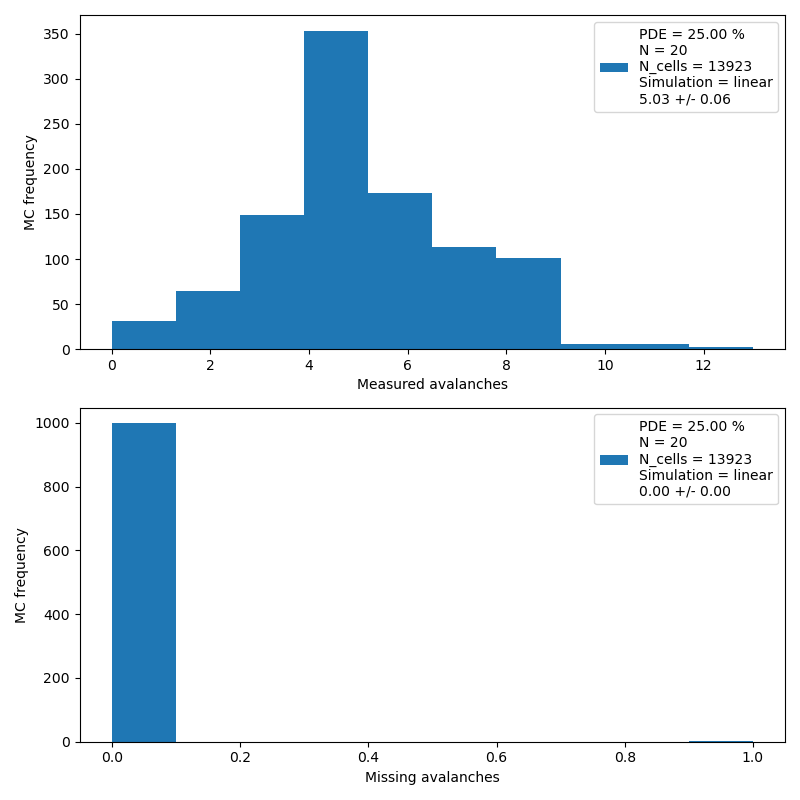 350
300
250
200
150
100
50
0
MC frequency
PDE = 25.00 %
N = 20
N_cells = 13923
Simulation = linear
5.03 +/- 0.06
0 2 4 6 8 10 12
Measured avalanches
1000
800
600
400
200
0
MC frequency
PDE = 25.00 %
N = 20
N_cells = 13923
Simulation = linear
0.00 +/- 0.00
0.0 0.2 0.4 0.6 0.8 1.0
Missing avalanches